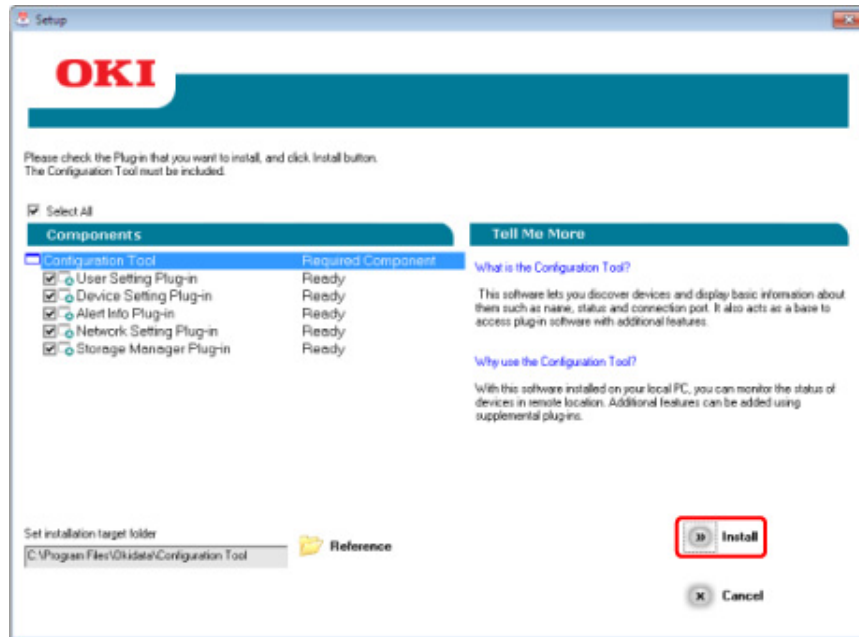 Setup
OKI
Please check the Plug-in that you want to install, and click Install button.
The Configuration Tool must be included.
Select All
Components
Configuration Tool Required Component
User Setting Plug-in Ready
Device Setting Plug-in Ready
Alert Info Plug-in Ready
Network Setting Plug-in Ready
Storage Manager Plug-in Ready
Tell Me More
What is the Configuration Tool?
This software lets you discover devices and display basic information about
them such as name, status and connection port. It also acts as a base to
access plug-in software with additional features.
Why use the Configuration Tool?
With this software installed on your local PC, you can monitor the status of
devices in remote location. Additional features can be added using
supplemental plug-ins.
Set installation target folder
C:\Program Files\Okidata\Configuration Tool
Reference
Install
Cancel